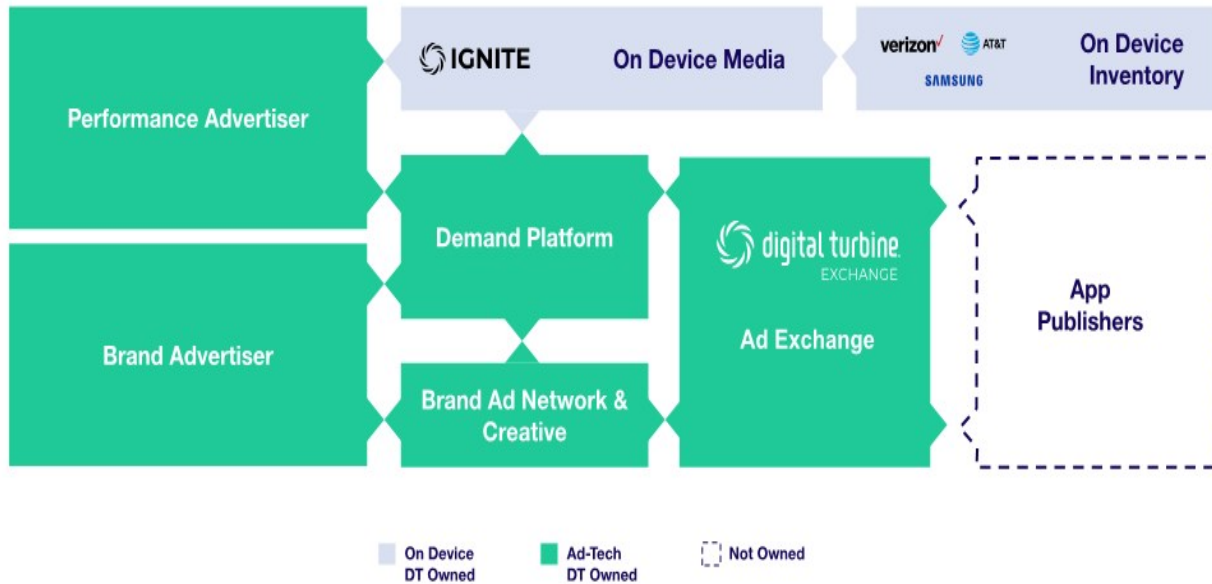 IGNITE
On Device Media
verizon✓
AT&T
SAMSUNG
On Device
Inventory
Performance Advertiser
Demand Platform
digital turbine.
EXCHANGE
Ad Exchange
App
Publishers
Brand Advertiser
Brand Ad Network &
Creative
On Device
DT Owned
Ad-Tech
DT Owned
Not Owned